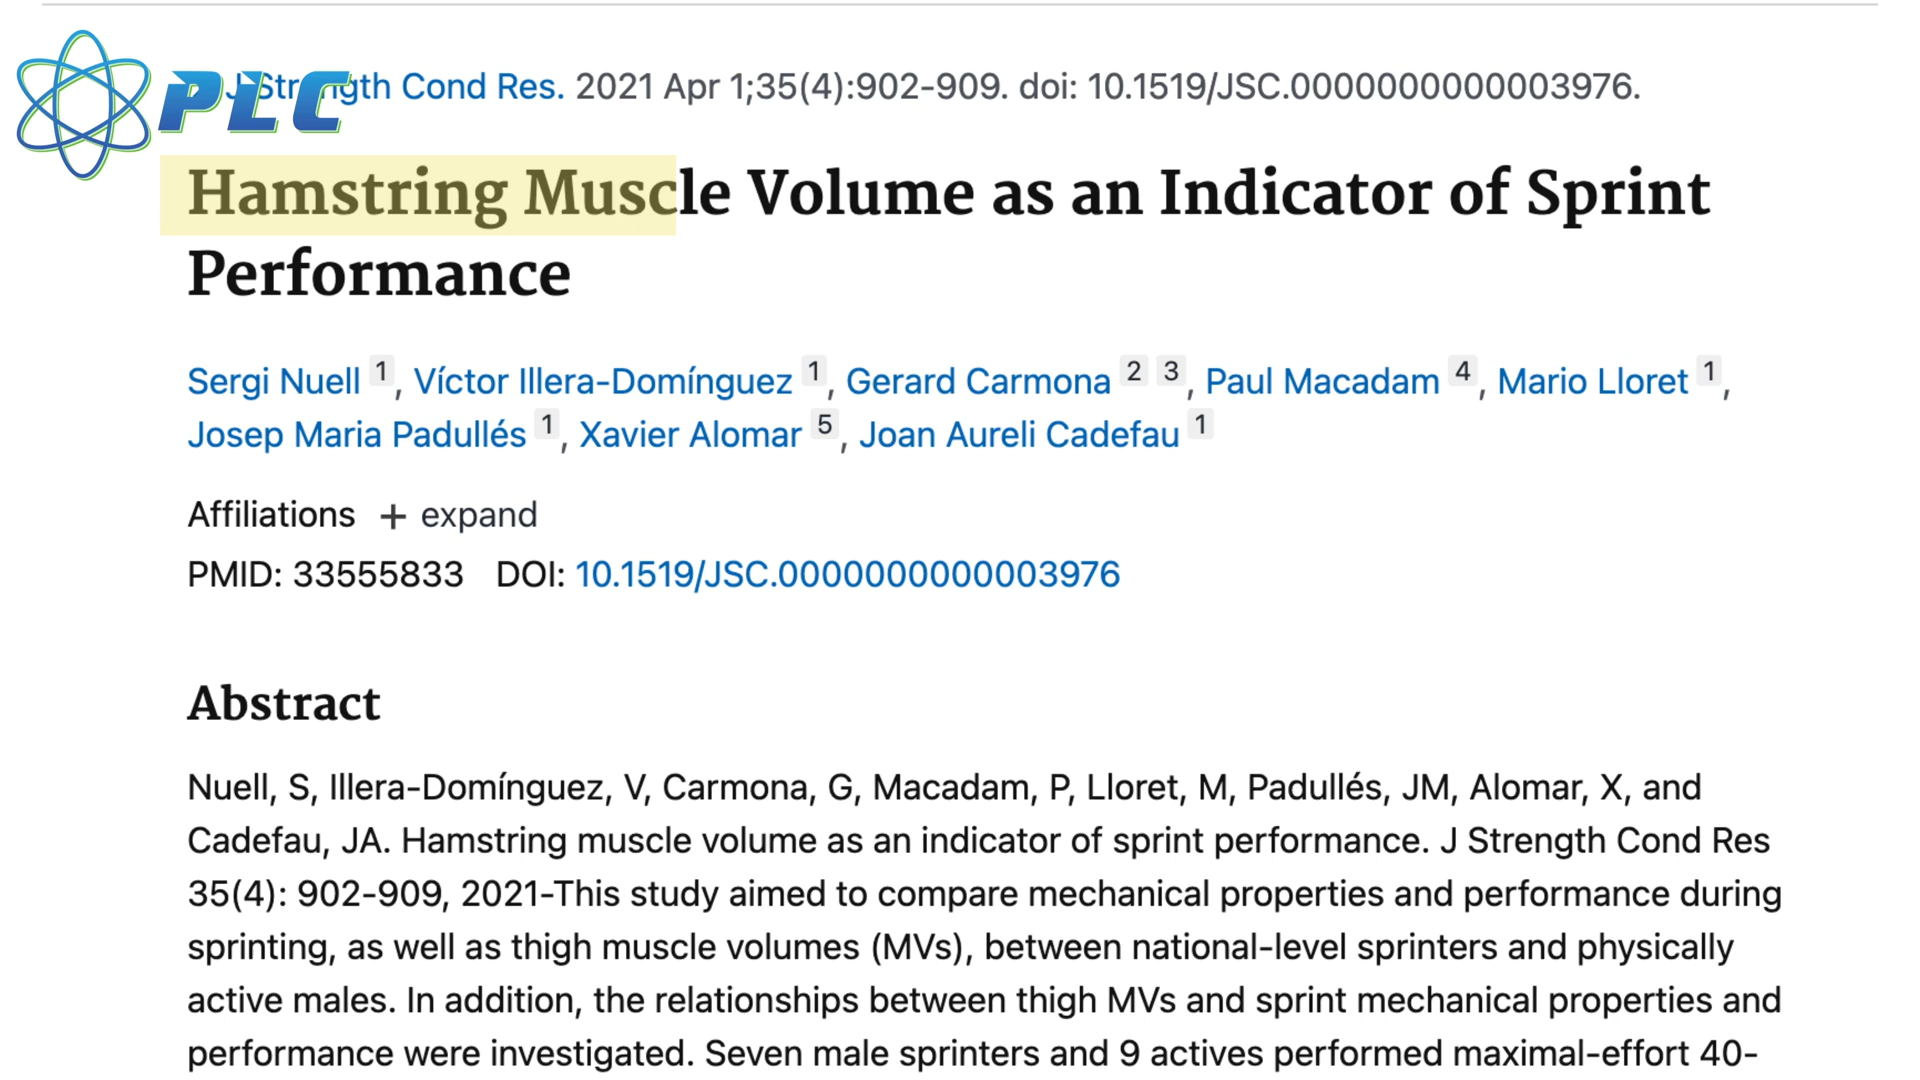 PLC
J Strength Cond Res. 2021 Apr 1;35(4):902-909. doi: 10.1519/JSC.0000000000003976.
Hamstring Muscle Volume as an Indicator of Sprint
Performance
Sergi Nuell 1, Víctor Illera-Domínguez 1, Gerard Carmona 2 3, Paul Macadam 4, Mario Lloret 1,
Josep Maria Padullés 1, Xavier Alomar 5, Joan Aureli Cadefau 1
Affiliations + expand
PMID: 33555833 DOI: 10.1519/JSC.0000000000003976
Abstract
Nuell, S, Illera-Domínguez, V, Carmona, G, Macadam, P, Lloret, M, Padullés, JM, Alomar, X, and
Cadefau, JA. Hamstring muscle volume as an indicator of sprint performance. J Strength Cond Res
35(4): 902-909, 2021-This study aimed to compare mechanical properties and performance during
sprinting, as well as thigh muscle volumes (MVs), between national-level sprinters and physically
active males. In addition, the relationships between thigh MVs and sprint mechanical properties and
performance were investigated. Seven male sprinters and 9 actives performed maximal-effort 40-